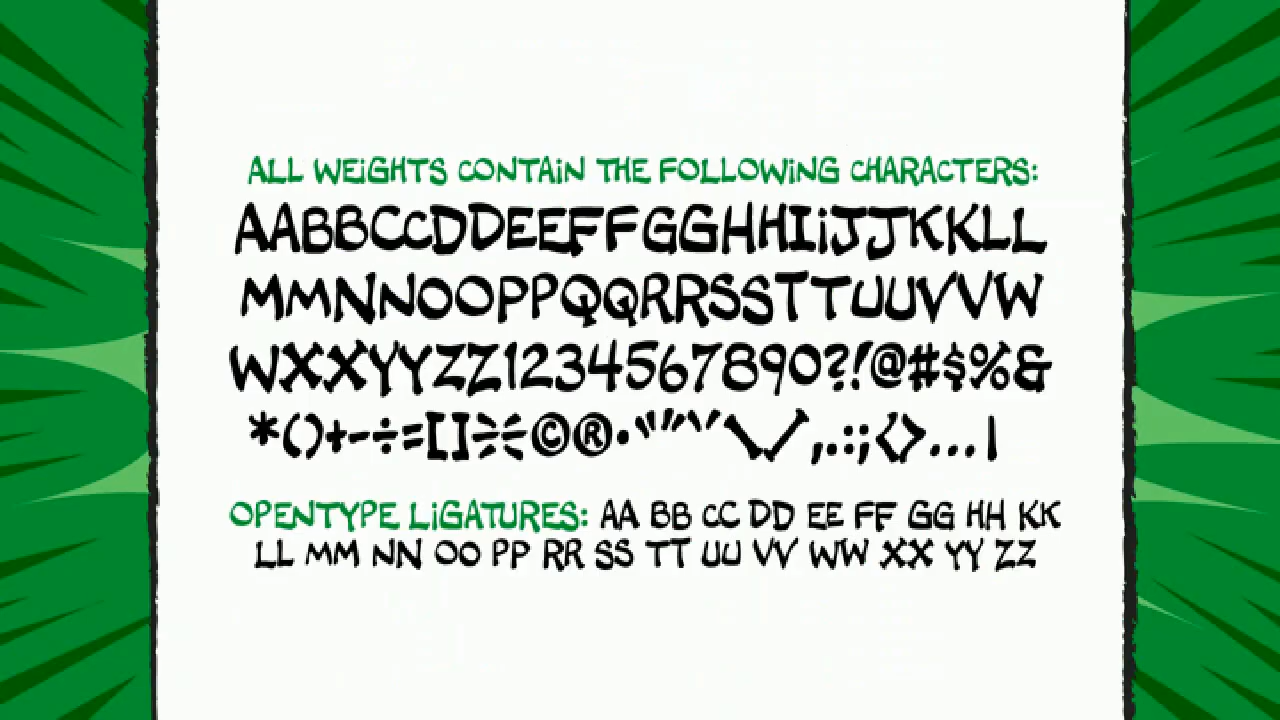 ALL WEiGHTS CONTAiN THE FOLLOWiNG CHARACTERS:
AABBCCDDEEFFGGHHIiJJKKLL
MMNNOOPPQQRRSSTTUUVVW
WXXYYZZ1234567890?!@#$%&
*()+-÷=[]⁝⁝©®•“”‘’\/,.:;<>...|
OPENTYPE LiGATURES: AA BB CC DD EE FF GG HH KK
LL MM NN OO PP RR SS TT UU VV WW XX YY ZZ